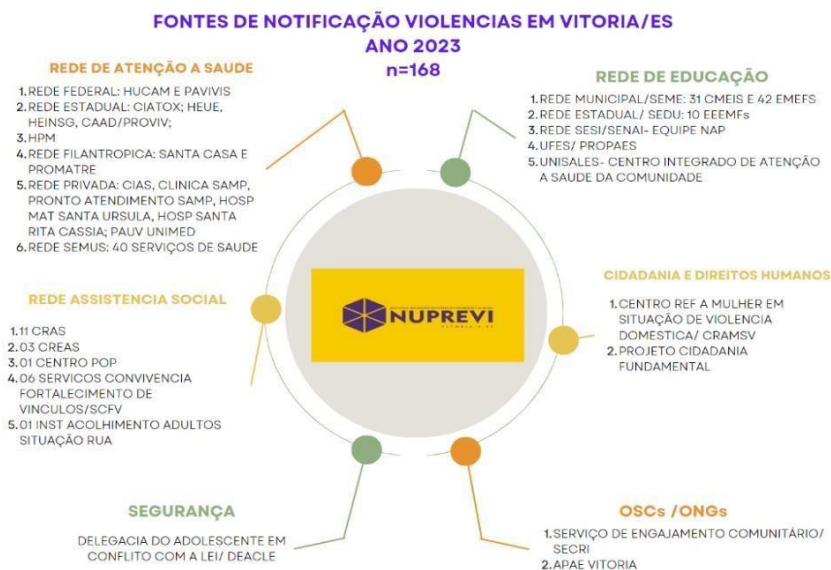 FONTES DE NOTIFICAÇÃO VIOLENCIAS EM VITORIA/ES
ANO 2023
n=168
REDE DE ATENÇÃO A SAUDE
1.REDE FEDERAL: HUCAM E PAVIVIS
2.REDE ESTADUAL: CIATOX; HEUE,
HEINSG, CAAD/PROVIV;
3.HPM
4.REDE FILANTROPICA: SANTA CASA E
PROMATRE
5.REDE PRIVADA: CIAS, CLINICA SAMP,
PRONTO ATENDIMENTO SAMP, HOSP
MAT SANTA URSULA, HOSP SANTA
RITA CASSIA; PAUV UNIMED
6.REDE SEMUS: 40 SERVIÇOS DE SAUDE
REDE DE EDUCAÇÃO
1.REDE MUNICIPAL/SEME: 31 CMEIS E 42 EMEFS
2.REDE ESTADUAL/ SEDU: 10 EEEMFs
3.REDE SESI/SENAI- EQUIPE NAP
4.UFES/ PROPAES
5.UNISALES- CENTRO INTEGRADO DE ATENÇÃO
A SAUDE DA COMUNIDADE
REDE ASSISTENCIA SOCIAL
1.11 CRAS
2.03 CREAS
3.01 CENTRO POP
4.06 SERVICOS CONVIVENCIA
FORTALECIMENTO DE
VINCULOS/SCFV
5.01 INST ACOLHIMENTO ADULTOS
SITUAÇÃO RUA
NUPREVI
VITORIA - ES
CIDADANIA E DIREITOS HUMANOS
1.CENTRO REF A MULHER EM
SITUAÇÃO DE VIOLENCIA
DOMESTICA/ CRAMSV
2.PROJETO CIDADANIA
FUNDAMENTAL
SEGURANÇA
DELEGACIA DO ADOLESCENTE EM
CONFLITO COM A LEI/ DEACLE
OSCs /ONGs
1.SERVIÇO DE ENGAJAMENTO COMUNITÁRIO/
SECRI
2.APAE VITORIA